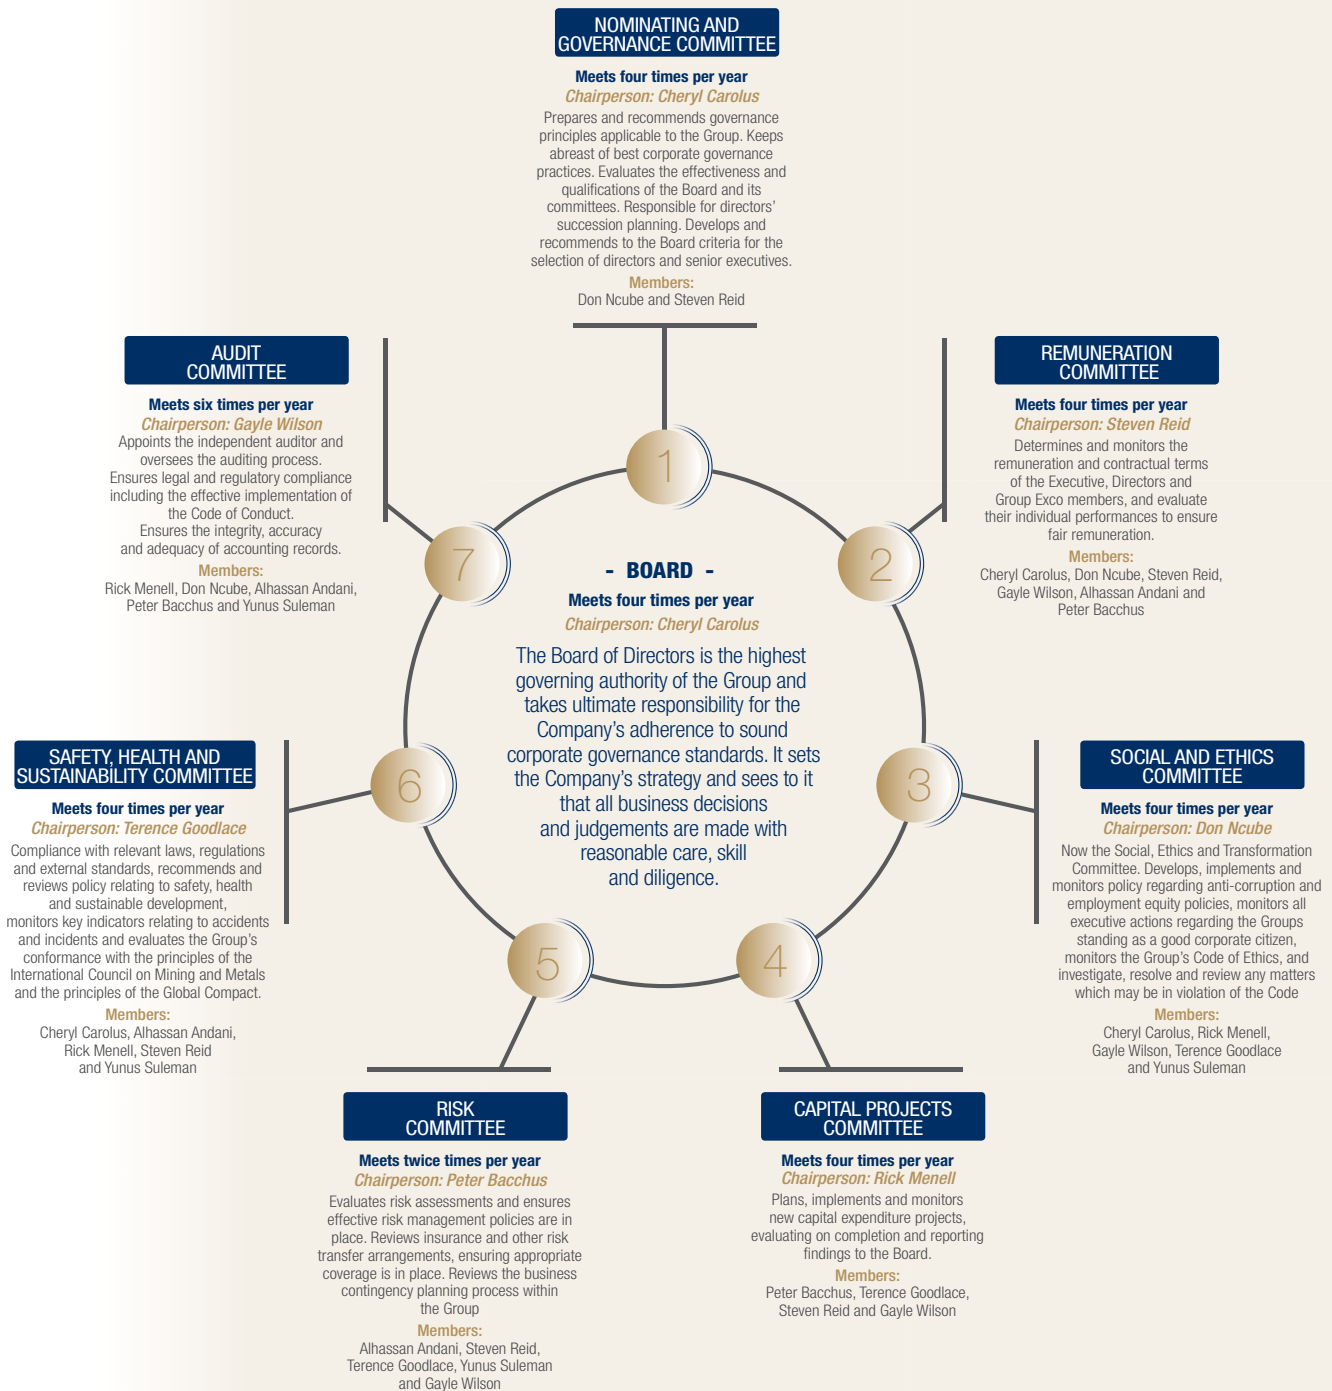 NOMINATING AND
GOVERNANCE COMMITTEE
Meets four times per year
Chairperson: Cheryl Carolus
Prepares and recommends governance
principles applicable to the Group. Keeps
abreast of best corporate governance
practices. Evaluates the effectiveness and
qualifications of the Board and its
committees. Responsible for directors’
succession planning. Develops and
recommends to the Board criteria for the
selection of directors and senior executives.
Members:
Don Ncube and Steven Reid
1
REMUNERATION
COMMITTEE
Meets four times per year
Chairperson: Steven Reid
Determines and monitors the
remuneration and contractual terms
of the Executive, Directors and
Group Exco members, and evaluate
their individual performances to ensure
fair remuneration.
Members:
Cheryl Carolus, Don Ncube, Steven Reid,
Gayle Wilson, Alhassan Andani and
Peter Bacchus
2
SOCIAL AND ETHICS
COMMITTEE
Meets four times per year
Chairperson: Don Ncube
Now the Social, Ethics and Transformation
Committee. Develops, implements and
monitors policy regarding anti-corruption and
employment equity policies, monitors all
executive actions regarding the Groups
standing as a good corporate citizen,
monitors the Group’s Code of Ethics, and
investigate, resolve and review any matters
which may be in violation of the Code
Members:
Cheryl Carolus, Rick Menell,
Gayle Wilson, Terence Goodlace
and Yunus Suleman
3
CAPITAL PROJECTS
COMMITTEE
Meets four times per year
Chairperson: Rick Menell
Plans, implements and monitors
new capital expenditure projects,
evaluating on completion and reporting
findings to the Board.
Members:
Peter Bacchus, Terence Goodlace,
Steven Reid and Gayle Wilson
4
RISK
COMMITTEE
Meets twice times per year
Chairperson: Peter Bacchus
Evaluates risk assessments and ensures
effective risk management policies are in
place. Reviews insurance and other risk
transfer arrangements, ensuring appropriate
coverage is in place. Reviews the business
contingency planning process within
the Group
Members:
Alhassan Andani, Steven Reid,
Terence Goodlace, Yunus Suleman
and Gayle Wilson
5
SAFETY, HEALTH AND
SUSTAINABILITY COMMITTEE
Meets four times per year
Chairperson: Terence Goodlace
Compliance with relevant laws, regulations
and external standards, recommends and
reviews policy relating to safety, health
and sustainable development,
monitors key indicators relating to accidents
and incidents and evaluates the Group’s
conformance with the principles of the
International Council on Mining and Metals
and the principles of the Global Compact.
Members:
Cheryl Carolus, Alhassan Andani,
Rick Menell, Steven Reid
and Yunus Suleman
6
AUDIT
COMMITTEE
Meets six times per year
Chairperson: Gayle Wilson
Appoints the independent auditor and
oversees the auditing process.
Ensures legal and regulatory compliance
including the effective implementation of
the Code of Conduct.
Ensures the integrity, accuracy
and adequacy of accounting records.
Members:
Rick Menell, Don Ncube, Alhassan Andani,
Peter Bacchus and Yunus Suleman
7
- BOARD -
Meets four times per year
Chairperson: Cheryl Carolus
The Board of Directors is the highest
governing authority of the Group and
takes ultimate responsibility for the
Company’s adherence to sound
corporate governance standards. It sets
the Company’s strategy and sees to it
that all business decisions
and judgements are made with
reasonable care, skill
and diligence.